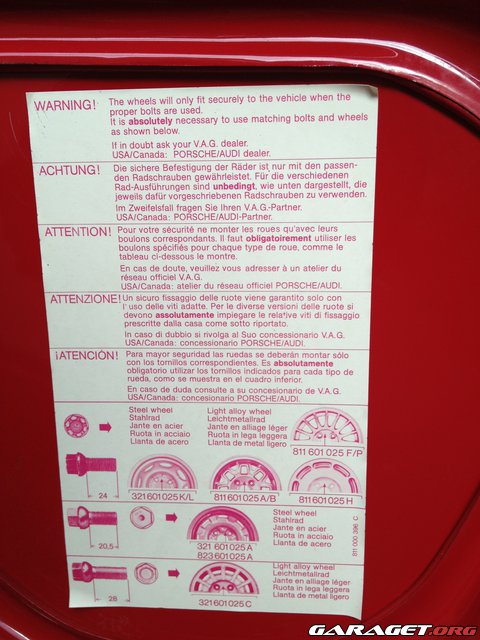 WARNING! The wheels will only fit securely to the vehicle when the
proper bolts are used.
It is absolutely necessary to use matching bolts and wheels
as shown below.
If in doubt ask your V.A.G. dealer.
USA/Canada: PORSCHE/AUDI dealer.
ACHTUNG! Die sichere Befestigung der Räder ist nur mit den passen-
den Radschrauben gewährleistet. Für die verschiedenen
Rad-Ausführungen sind unbedingt, wie unten dargestellt, die
jeweils dafür vorgeschriebenen Radschrauben zu verwenden.
Im Zweifelsfall fragen Sie Ihren V.A.G.-Partner.
USA/Canada: PORSCHE/AUDI-Partner.
ATTENTION! Pour votre sécurité ne monter les roues qu'avec leurs
boulons correspondants. Il faut obligatoirement utiliser les
boulons spécifiés pour chaque type de roue, comme le
tableau ci-dessous le montre.
En cas de doute, veuillez vous adresser à un atelier du
réseau officiel V.A.G.
USA/Canada: atelier du réseau officiel PORSCHE/AUDI.
ATTENZIONE! Un sicuro fissaggio delle ruote viene garantito solo con
l' uso delle viti adatte. Per le diverse versioni delle ruote si
devono assolutamente impiegare le relative viti di fissaggio
prescritte dalla casa come sotto riportato.
In caso di dubbio si rivolga al Suo concessionario V.A.G.
USA/Canada: concessionario PORSCHE/AUDI.
¡ATENCIÓN! Para mayor seguridad las ruedas se deberán montar sólo
con los tornillos correspondientes. Es absolutamente
obligatorio utilizar los tornillos indicados para cada tipo de
rueda, como se muestra en el cuadro inferior.
En caso de duda consulte a su concesionario de V.A.G.
USA/Canada: concesionario PORSCHE/AUDI.
Steel wheel
Stahlrad
Jante en acier
Ruota in acciaio
Llanta de acero
Light alloy wheel
Leichtmetallrad
Jante en alliage léger
Ruota in lega leggera
Llanta de metal ligero
811 601 025 F/P
24
321 601 025 K/L
811 601 025 A/B
811 601 025 H
20,5
321 601 025 A
823 601 025 A
Steel wheel
Stahlrad
Jante en acier
Ruota in acciaio
Llanta de acero
811 000 396 C
28
321 601 025 C
Light alloy wheel
Leichtmetallrad
Jante en alliage léger
Ruota in lega leggera
Llanta de metal ligero
GARAGET.ORG